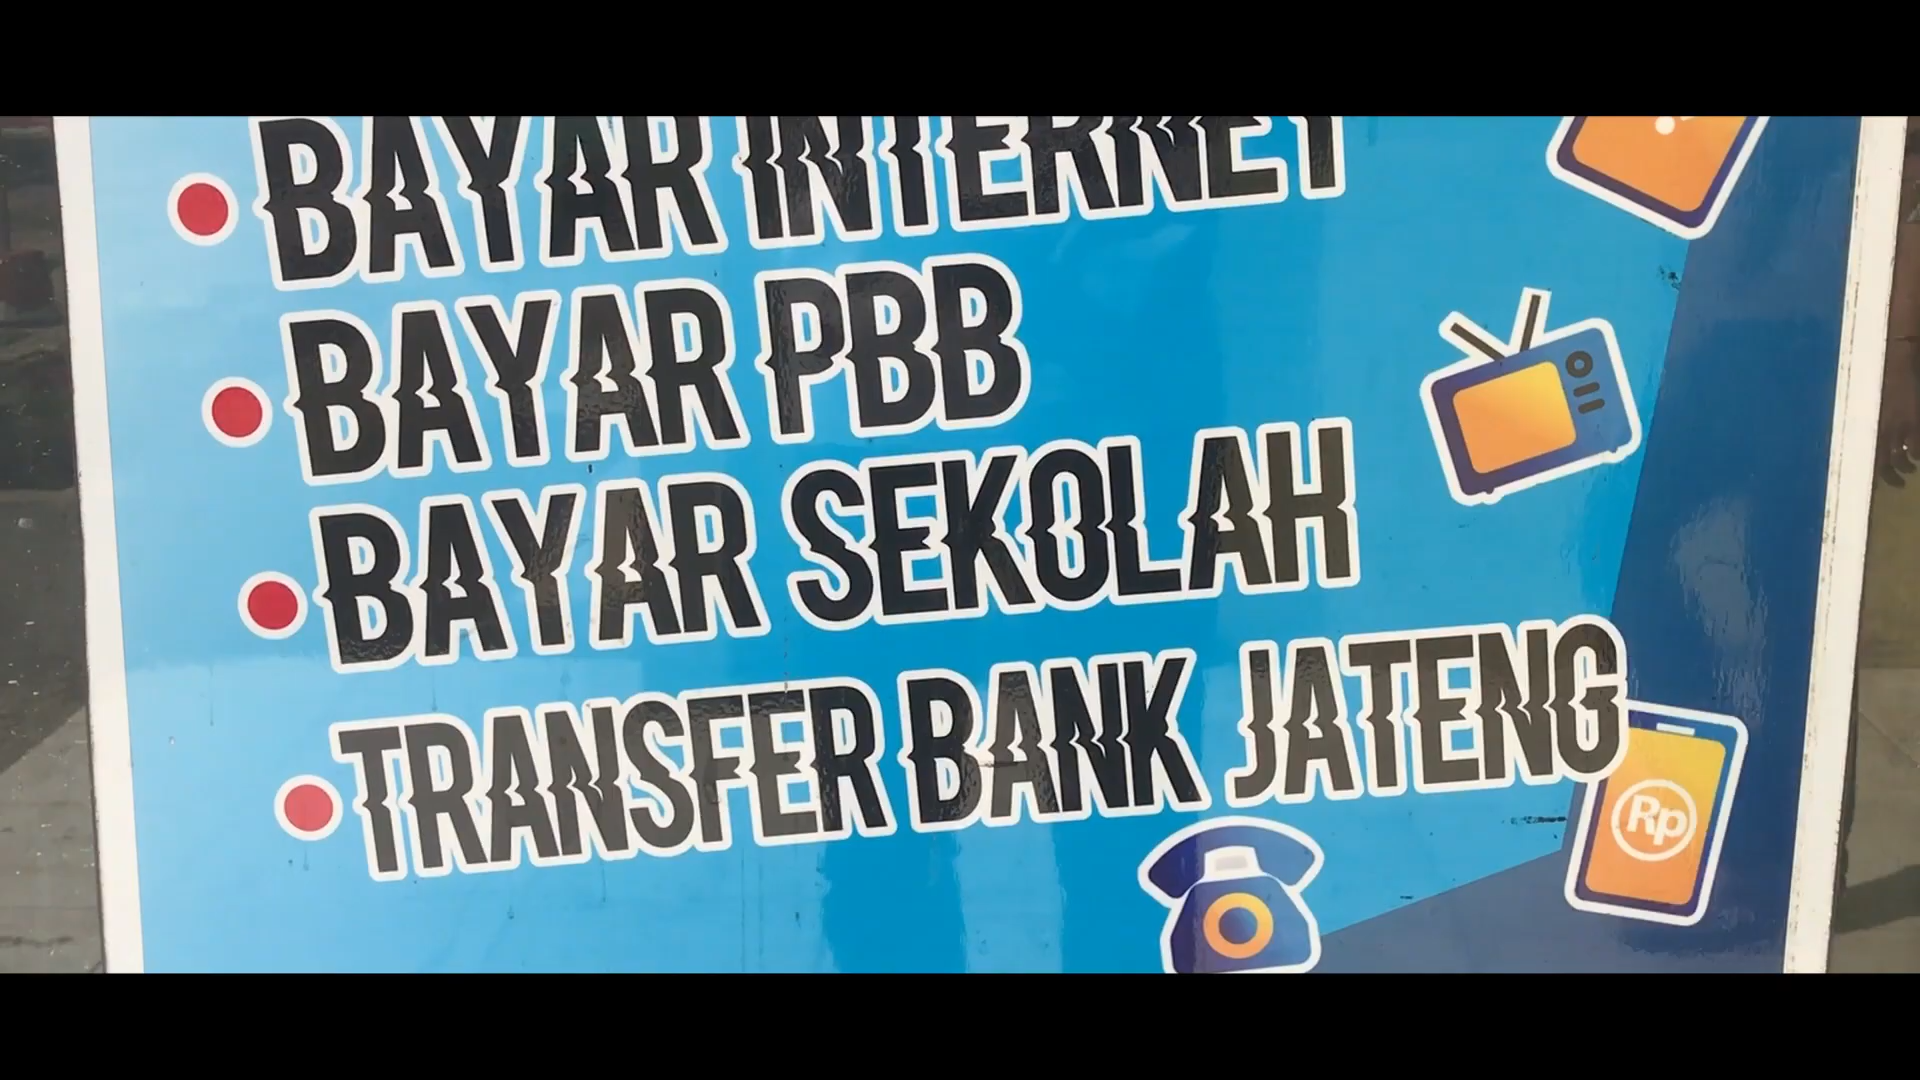 BAYAR INTERNET
BAYAR PBB
BAYAR SEKOLAH
TRANSFER BANK JATENG
Rp